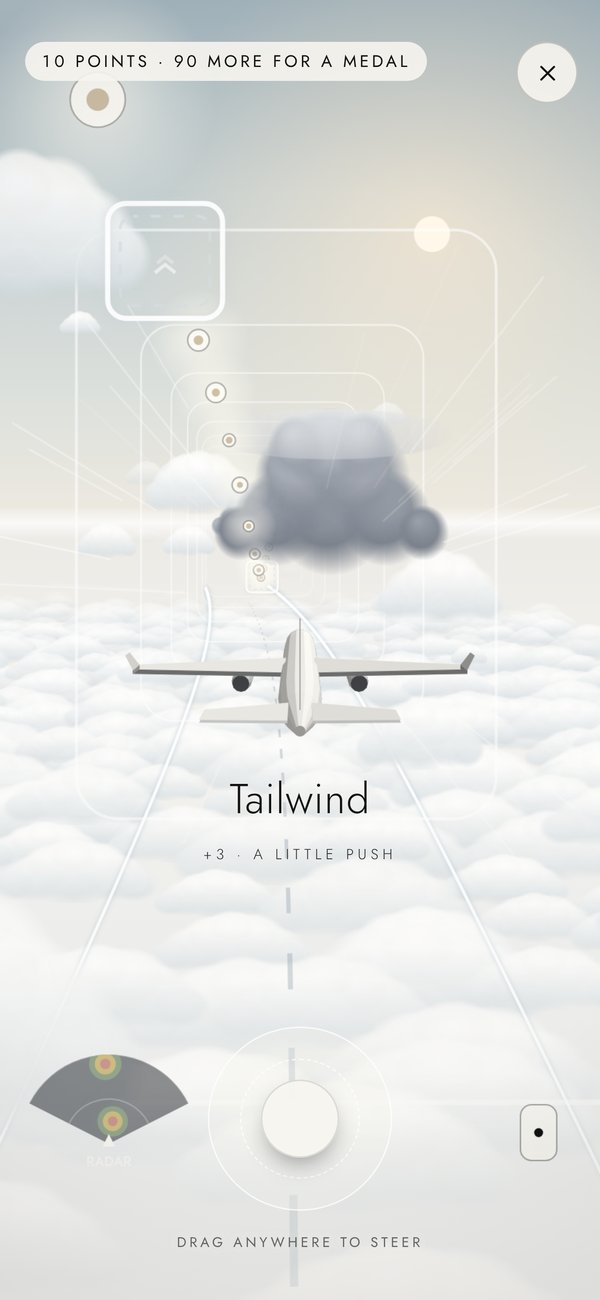 10 POINTS · 90 MORE FOR A MEDAL
Tailwind
+3 · A LITTLE PUSH
RADAR
DRAG ANYWHERE TO STEER